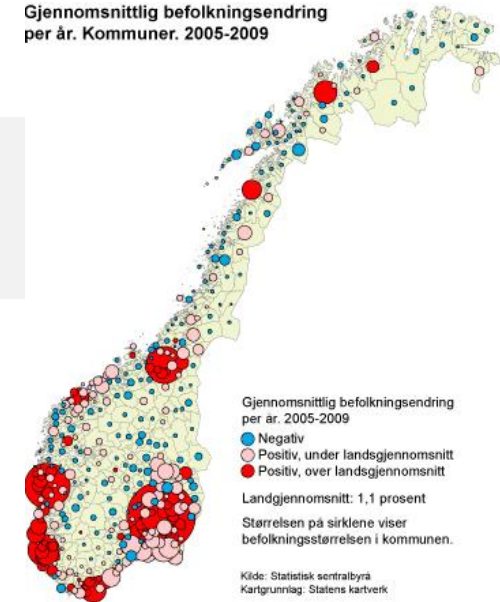 Gjennomsnittlig befolkningsendring
per år. Kommuner. 2005-2009
Gjennomsnittlig befolkningsendring
per år. 2005-2009
Negativ
Positiv, under landsgjennomsnitt
Positiv, over landsgjennomsnitt
Landgjennomsnitt: 1,1 prosent
Størrelsen på sirklene viser
befolkningsstørrelsen i kommunen.
Kilde: Statistisk sentralbyrå
Kartgrunnlag: Statens kartverk